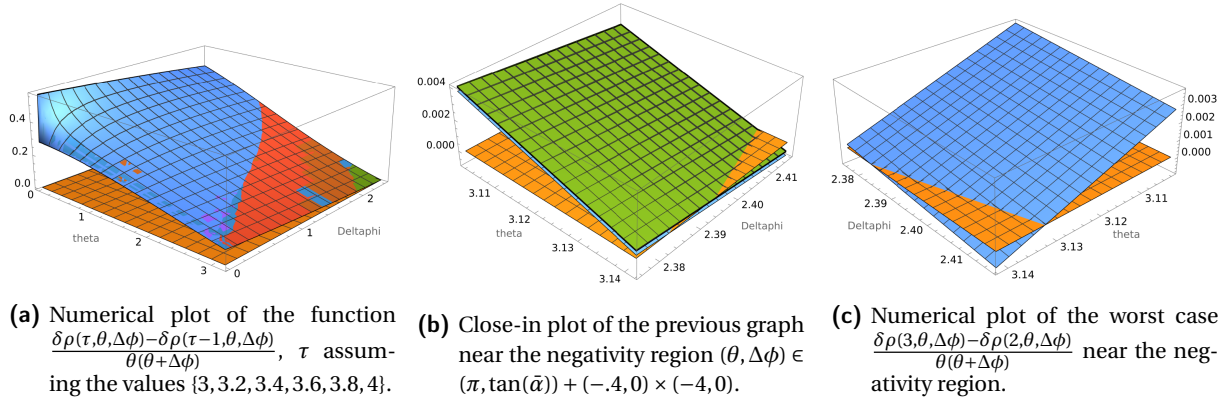 0.4
0.2
0.0
0
1
theta
2
3
0
1
Deltaphi
2
0.004
0.002
0.000
3.11
3.12
theta
3.13
3.14
2.38
2.39
Deltaphi
2.40
2.41
0.003
0.002
0.001
0.000
2.38
2.39
Deltaphi
2.40
2.41
3.14
3.13
theta
3.12
3.11
(a) Numerical plot of the function
δρ(τ,θ,Δφ)−δρ(τ−1,θ,Δφ)
θ(θ+Δφ) , τ assum-
ing the values {3,3.2,3.4,3.6,3.8,4}.
(b) Close-in plot of the previous graph
near the negativity region (θ,Δφ) ∈
(π,tan(ᾱ)) + (−.4,0) × (−4,0).
(c) Numerical plot of the worst case
δρ(3,θ,Δφ)−δρ(2,θ,Δφ)
θ(θ+Δφ) near the neg-
ativity region.